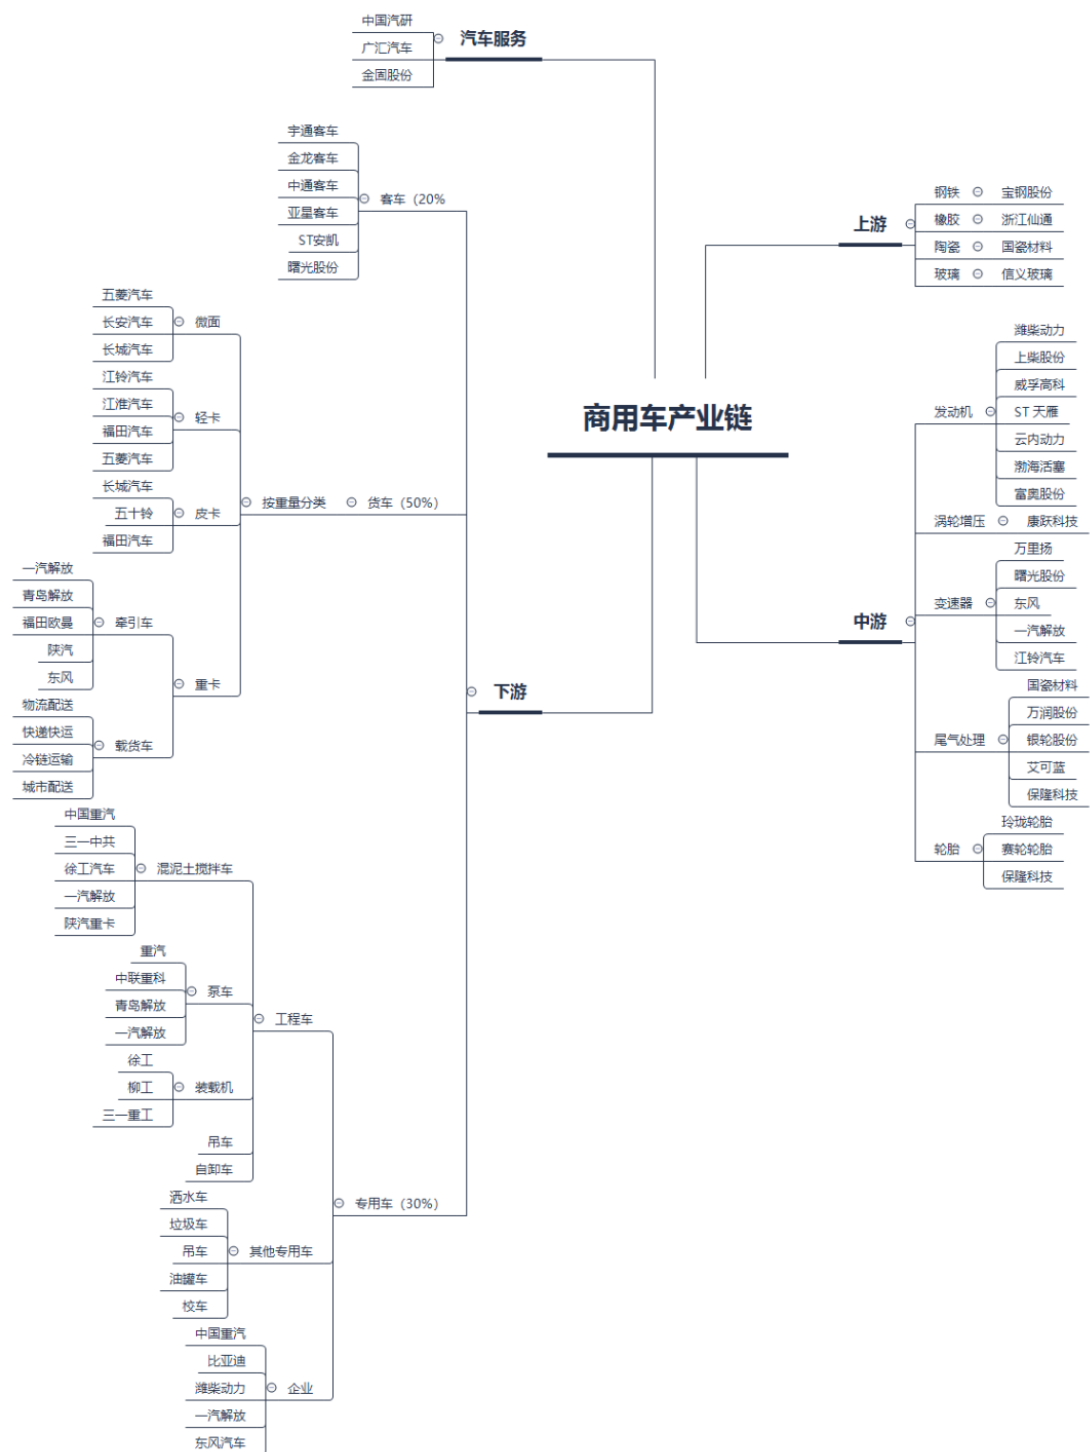 商用车产业链
汽车服务
中国汽研
广汇汽车
金固股份
上游
钢铁
宝钢股份
橡胶
浙江仙通
陶瓷
国瓷材料
玻璃
信义玻璃
中游
发动机
潍柴动力
上柴股份
威孚高科
ST 天雁
云内动力
渤海活塞
富奥股份
涡轮增压
康跃科技
变速器
万里扬
曙光股份
东风
一汽解放
江铃汽车
尾气处理
国瓷材料
万润股份
银轮股份
艾可蓝
保隆科技
轮胎
玲珑轮胎
赛轮轮胎
保隆科技
下游
客车（20%
宇通客车
金龙客车
中通客车
亚星客车
ST安凯
曙光股份
货车（50%）
按重量分类
微面
五菱汽车
长安汽车
长城汽车
轻卡
江铃汽车
江淮汽车
福田汽车
五菱汽车
皮卡
长城汽车
五十铃
福田汽车
重卡
牵引车
一汽解放
青岛解放
福田欧曼
陕汽
东风
载货车
物流配送
快递快运
冷链运输
城市配送
专用车（30%）
工程车
混泥土搅拌车
中国重汽
三一中共
徐工汽车
一汽解放
陕汽重卡
泵车
重汽
中联重科
青岛解放
一汽解放
装载机
徐工
柳工
三一重工
吊车
自卸车
其他专用车
洒水车
垃圾车
吊车
油罐车
校车
企业
中国重汽
比亚迪
潍柴动力
一汽解放
东风汽车